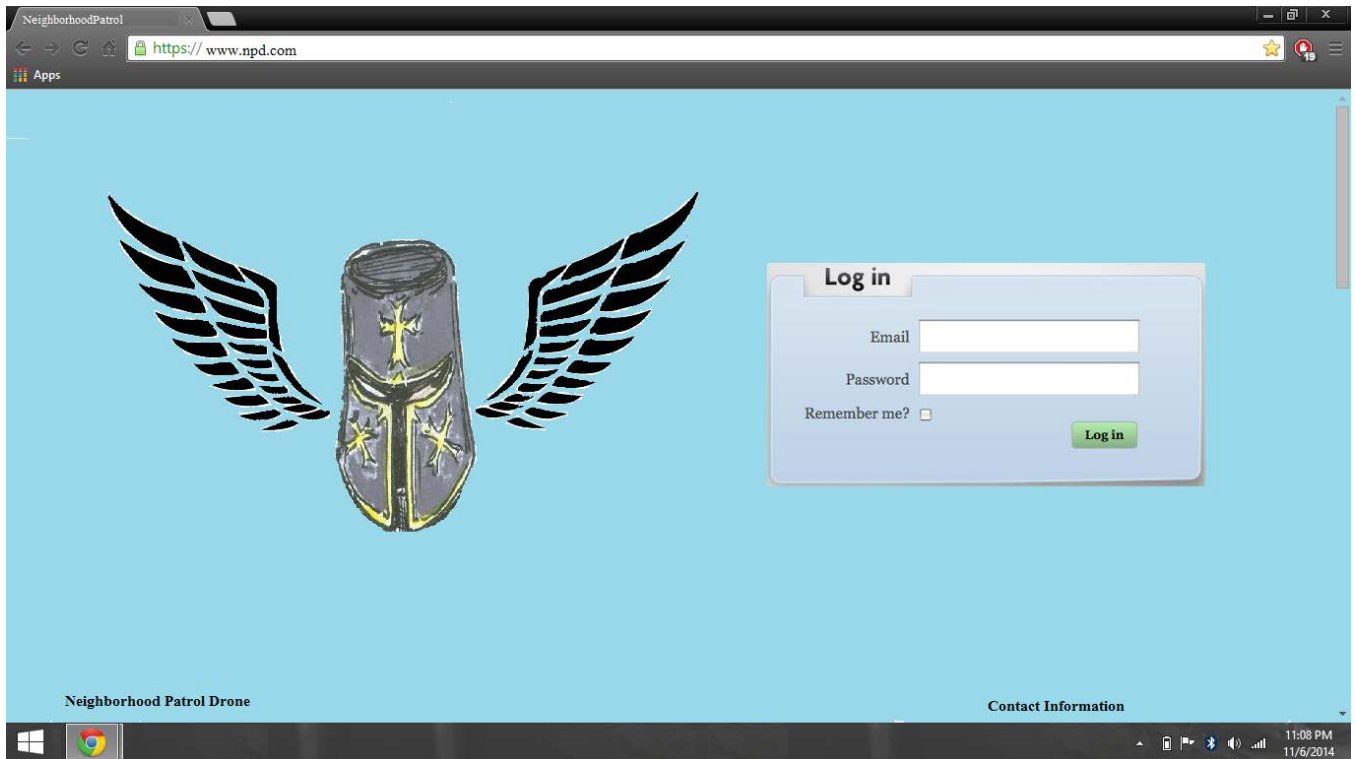 NeighborhoodPatrol
https:// www.npd.com
19
Apps
Log in
Email
Password
Remember me?
Log in
Neighborhood Patrol Drone
Contact Information
11:08 PM
11/6/2014